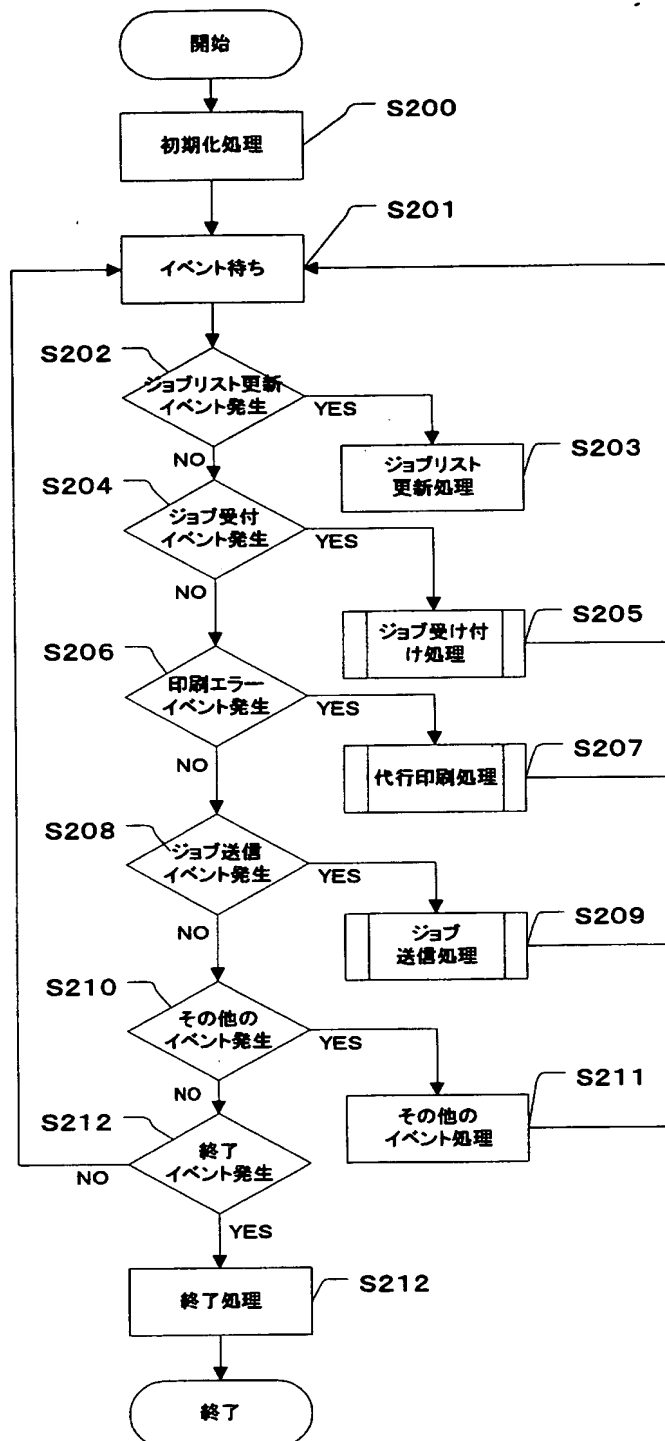 開始
S200
初期化処理
S201
イベント待ち
S202
ジョブリスト更新
イベント発生
YES
NO
S203
ジョブリスト
更新処理
S204
ジョブ受付
イベント発生
YES
NO
S205
ジョブ受け付
け処理
S206
印刷エラー
イベント発生
YES
NO
S207
代行印刷処理
S208
ジョブ送信
イベント発生
YES
NO
S209
ジョブ
送信処理
S210
その他の
イベント発生
YES
NO
S211
その他の
イベント処理
S212
終了
イベント発生
NO
YES
S212
終了処理
終了